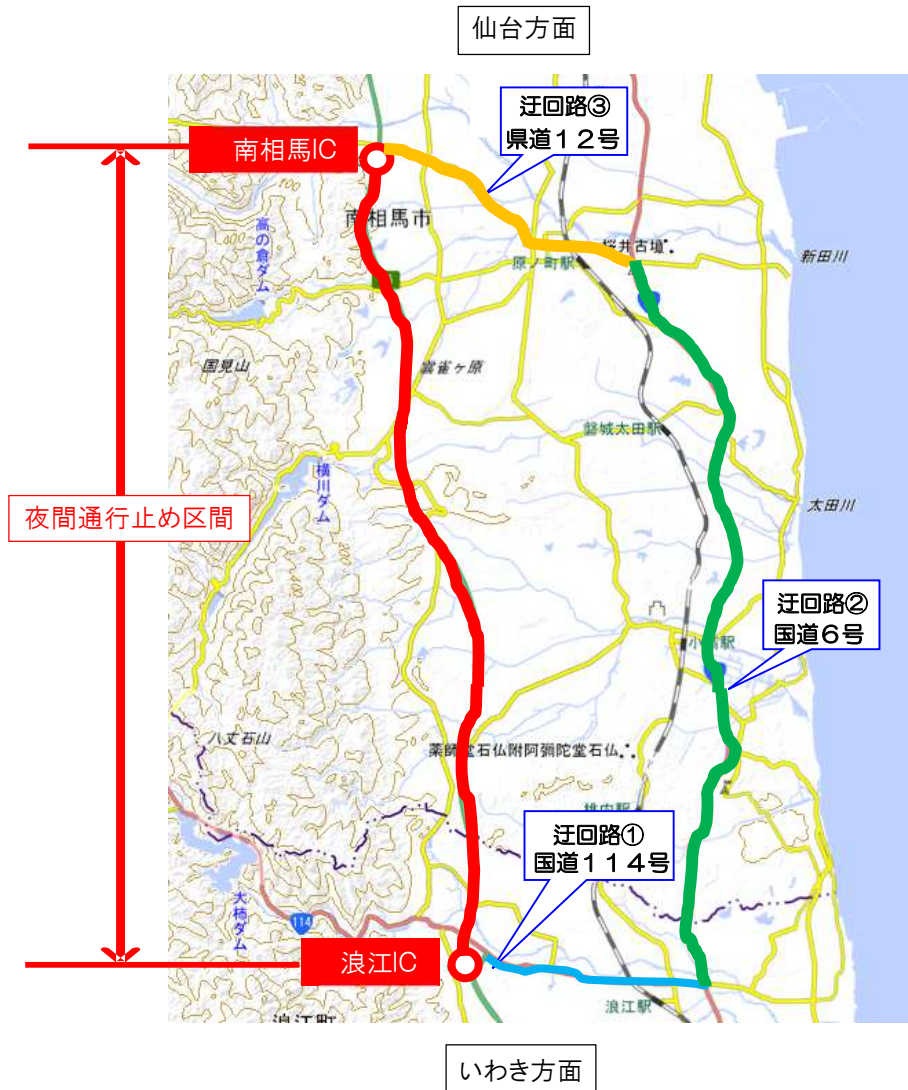 仙台方面
迂回路③
県道12号
南相馬IC
南相馬市
高の倉ダム
桜井古墳
原ノ町駅
新田川
国見山
雲雀ヶ原
磐城太田駅
横川ダム
太田川
夜間通行止め区間
迂回路②
国道6号
小高駅
八丈石山
薬師堂石仏附阿彌陀堂石仏
桃内駅
迂回路①
国道114号
大柿ダム
114
浪江IC
浪江駅
浪江町
いわき方面